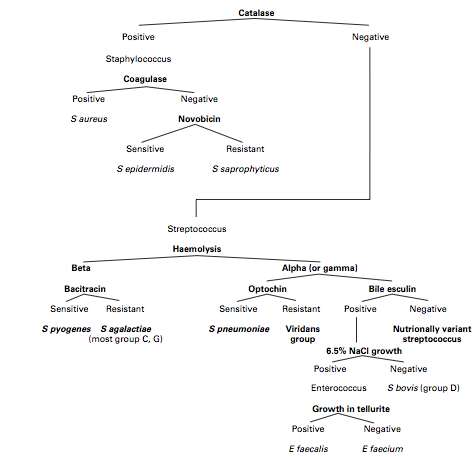 Catalase
Positive Negative
Staphylococcus
Coagulase
Positive Negative
S aureus Novobicin
Sensitive Resistant
S epidermidis S saprophyticus
Streptococcus
Haemolysis
Beta Alpha (or gamma)
Bacitracin Optochin Bile esculin
Sensitive Resistant Sensitive Resistant Positive Negative
S pyogenes S agalactiae S pneumoniae Viridans Nutritionally variant
(most group C, G) group streptococcus
6.5% NaCl growth
Positive Negative
Enterococcus S bovis (group D)
Growth in tellurite
Positive Negative
E faecalis E faecium